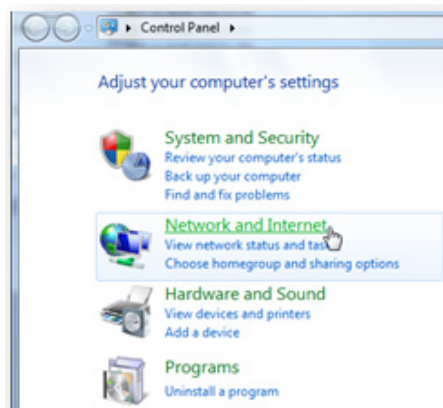 Control Panel
Adjust your computer's settings
System and Security
Review your computer's status
Back up your computer
Find and fix problems
Network and Internet
View network status and tas
Choose homegroup and sharing options
Hardware and Sound
View devices and printers
Add a device
Programs
Uninstall a program